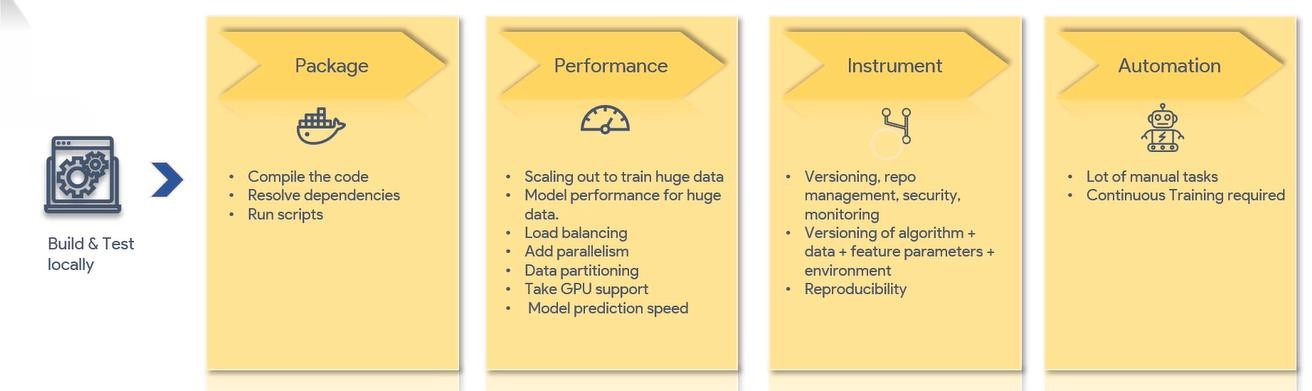 Build & Test
locally
Package
• Compile the code
• Resolve dependencies
• Run scripts
Performance
• Scaling out to train huge data
• Model performance for huge
data.
• Load balancing
• Add parallelism
• Data partitioning
• Take GPU support
• Model prediction speed
Instrument
• Versioning, repo
management, security,
monitoring
• Versioning of algorithm +
data + feature parameters +
environment
• Reproducibility
Automation
• Lot of manual tasks
• Continuous Training required